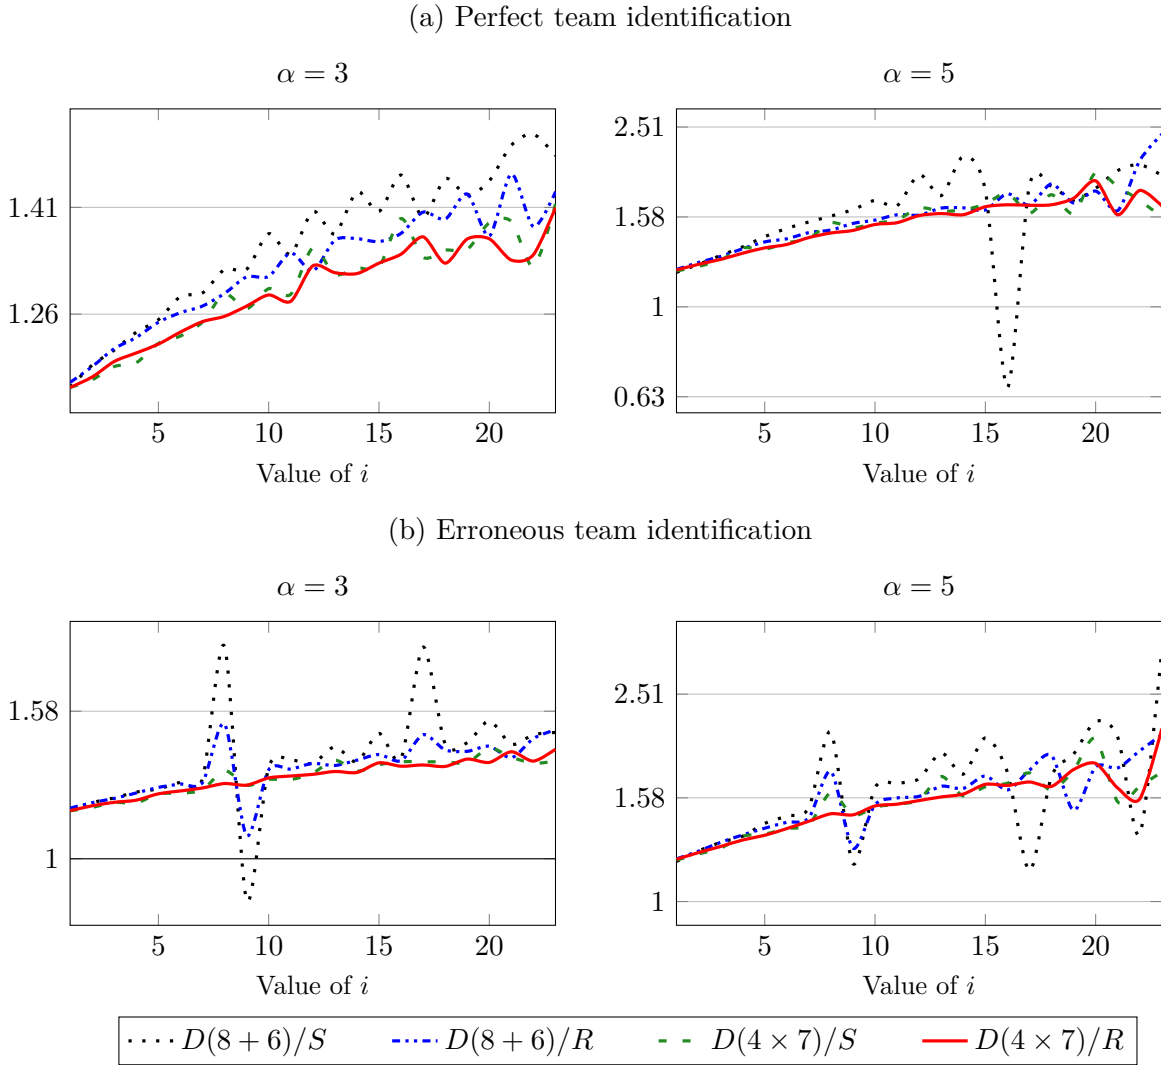 (a) Perfect team identification
α = 3
α = 5
1.41
1.26
5 10 15 20
Value of i
2.51
1.58
1
0.63
5 10 15 20
Value of i
(b) Erroneous team identification
α = 3
α = 5
1.58
1
5 10 15 20
Value of i
2.51
1.58
1
5 10 15 20
Value of i
D(8 + 6)/S D(8 + 6)/R D(4 × 7)/S D(4 × 7)/R